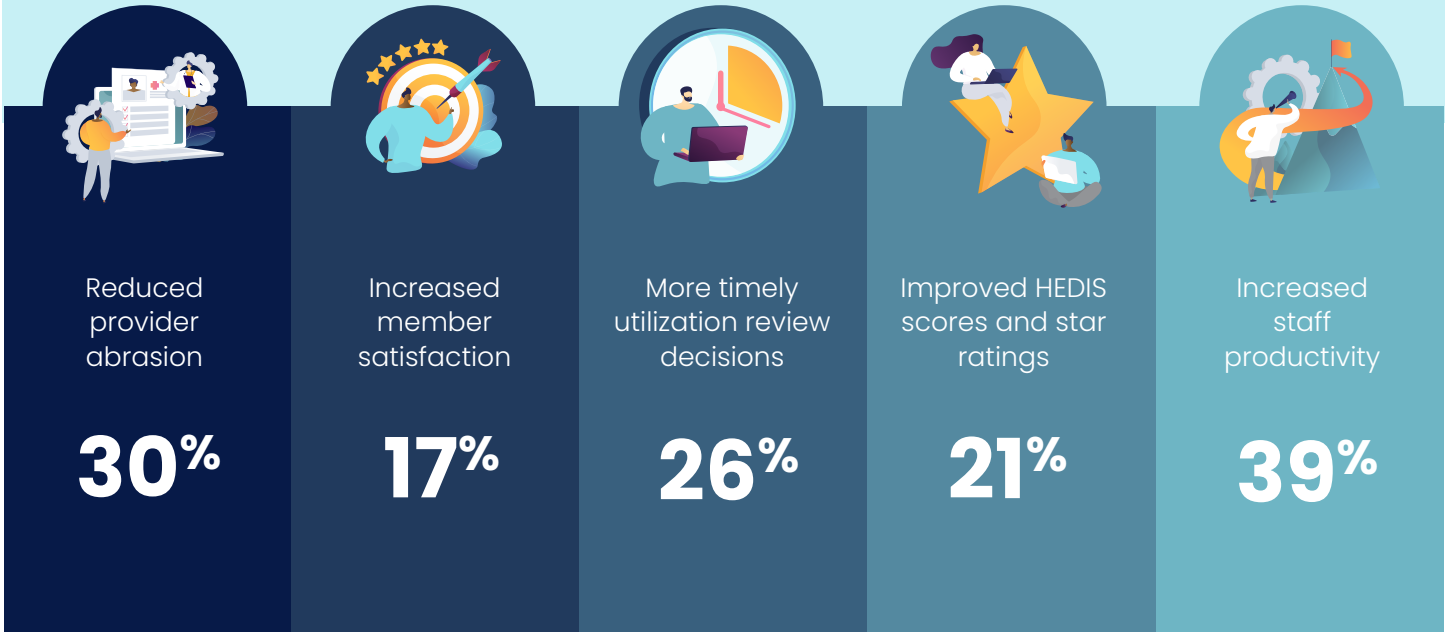 Reduced
provider
abrasion
30%
Increased
member
satisfaction
17%
More timely
utilization review
decisions
26%
Improved HEDIS
scores and star
ratings
21%
Increased
staff
productivity
39%